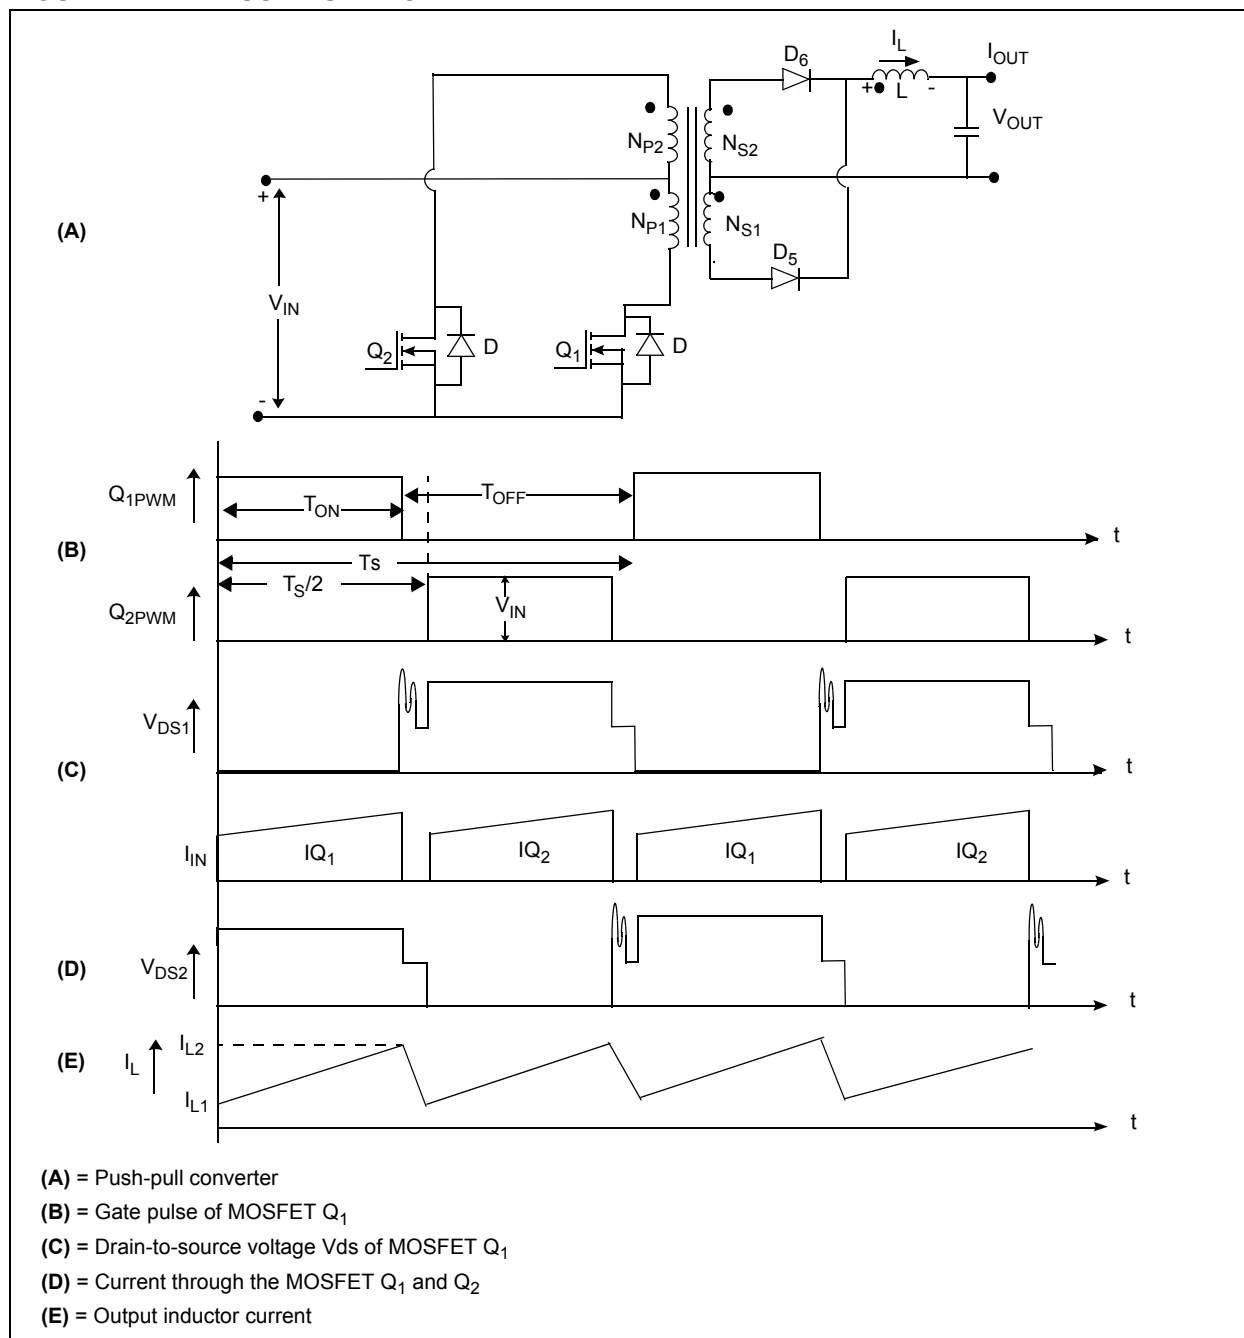 D6
IL
IOUT
+ L -
VOUT
NP2
NS2
+
NP1
NS1
(A)
D5
VIN
Q2
D
Q1
D
-
Q1PWM
TON
TOFF
t
(B)
Ts
TS/2
Q2PWM
VIN
t
VDS1
(C)
t
IIN
IQ1
IQ2
IQ1
IQ2
t
(D)
VDS2
t
IL2
(E)
IL
IL1
t
(A) = Push-pull converter
(B) = Gate pulse of MOSFET Q1
(C) = Drain-to-source voltage Vds of MOSFET Q1
(D) = Current through the MOSFET Q1 and Q2
(E) = Output inductor current